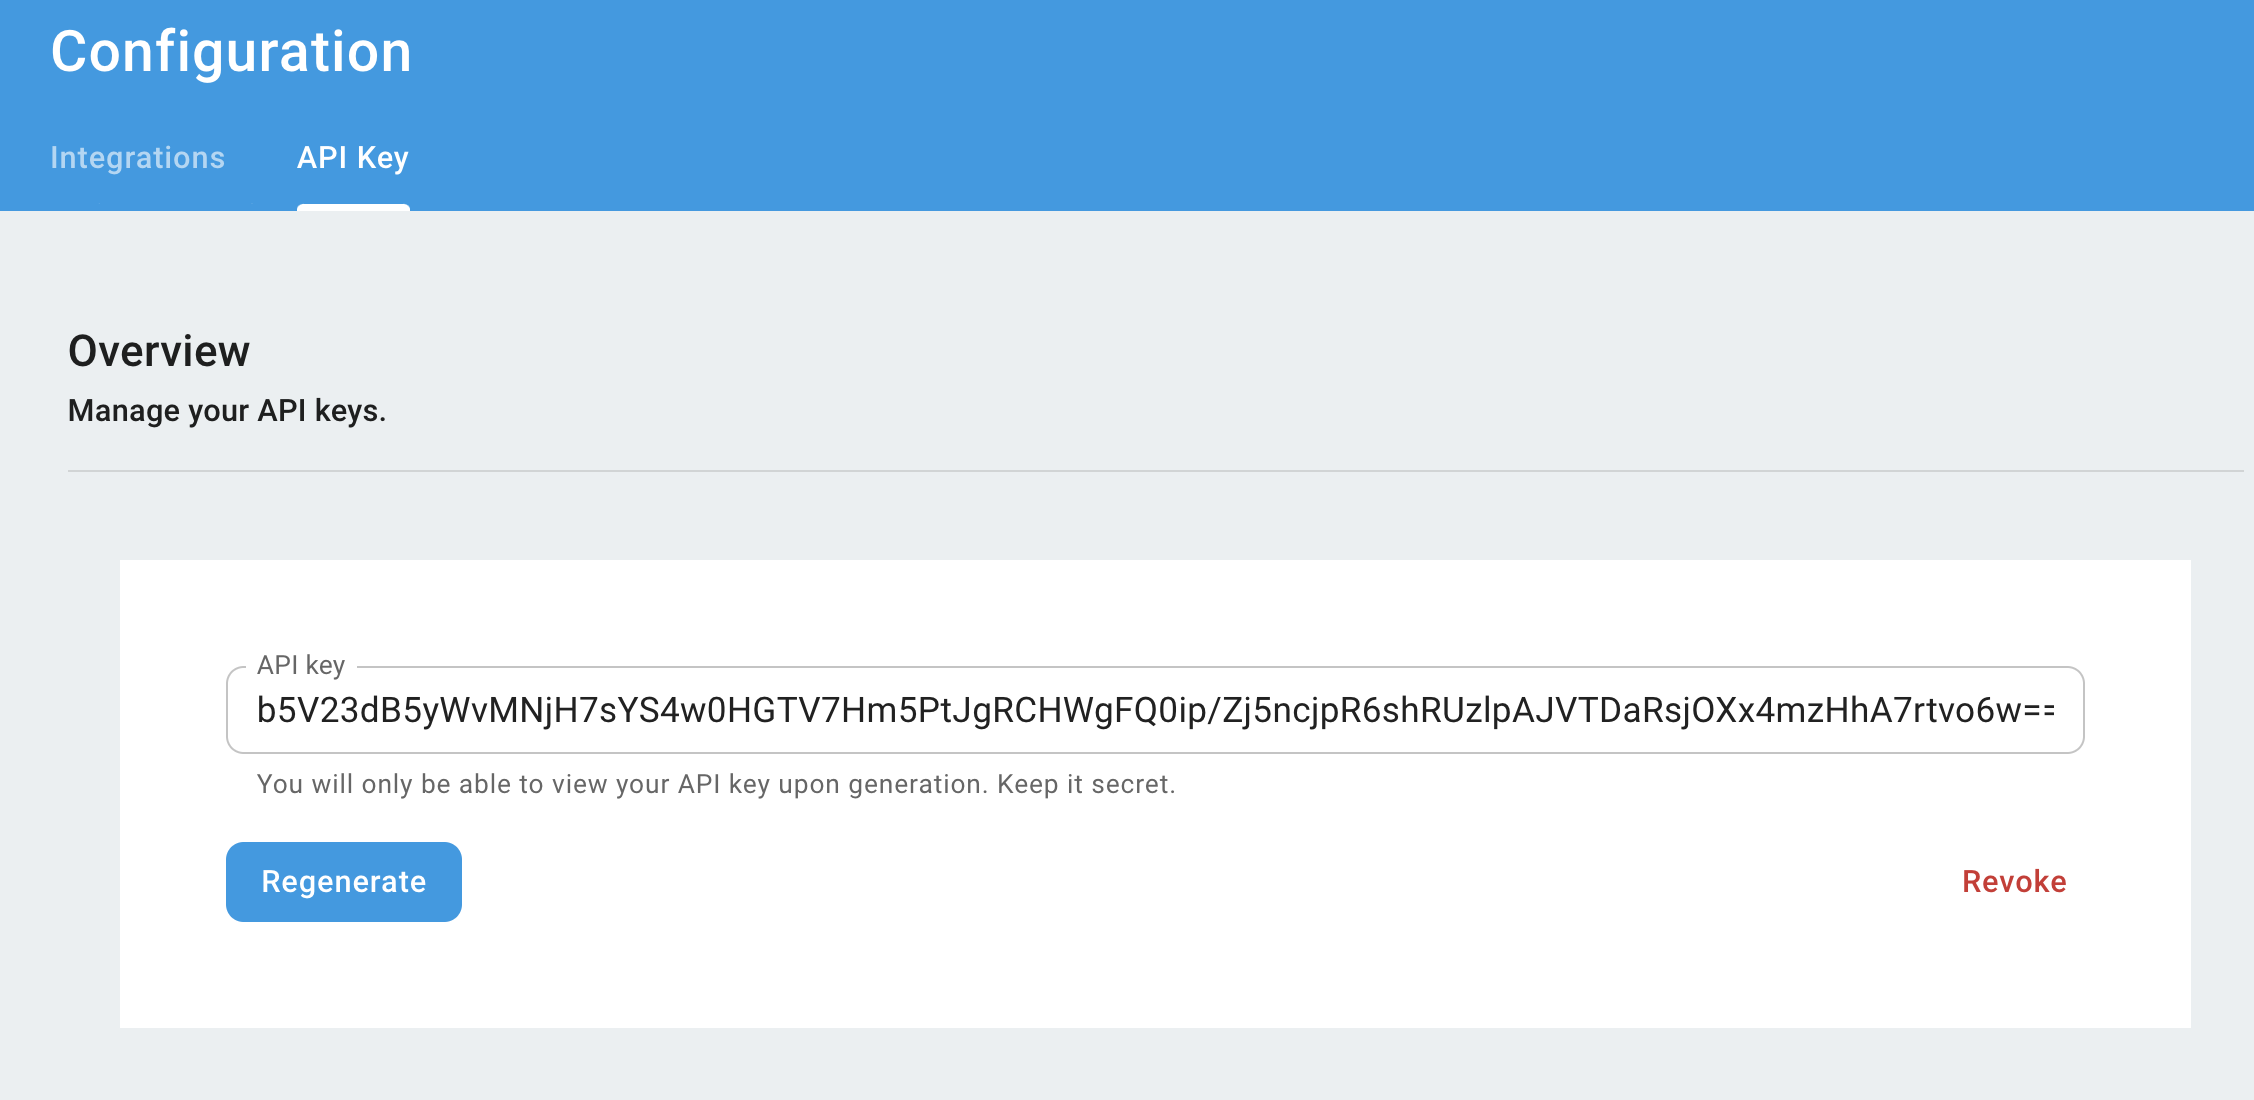 Configuration
Integrations API Key
Overview
Manage your API keys.
API key
b5V23dB5yWvMNjH7sYS4w0HGTV7Hm5PtJgRCHWgFQ0ip/Zj5ncjpR6shRUzlpAJVTDaRsjOXx4mzHhA7rtvo6w==
You will only be able to view your API key upon generation. Keep it secret.
Regenerate Revoke